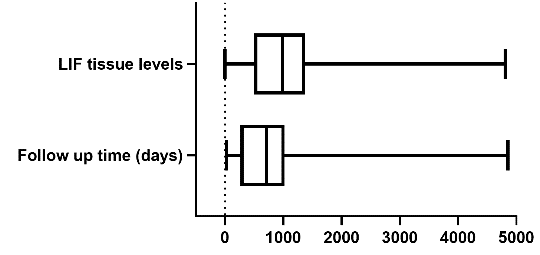 LIF tissue levels
Follow up time (days)
0 1000 2000 3000 4000 5000